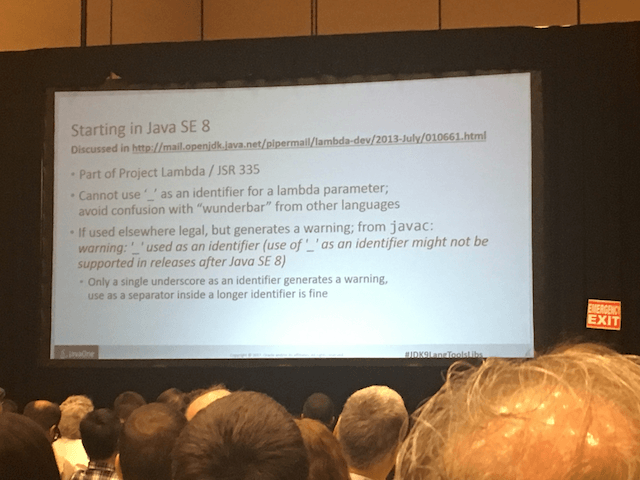 Starting in Java SE 8
Discussed in http://mail.openjdk.java.net/pipermail/lambda-dev/2013-July/010661.html
• Part of Project Lambda / JSR 335
• Cannot use '_' as an identifier for a lambda parameter;
avoid confusion with "wunderbar" from other languages
• If used elsewhere legal, but generates a warning; from javac:
warning: '_' used as an identifier (use of '_' as an identifier might not be
supported in releases after Java SE 8)
• Only a single underscore as an identifier generates a warning,
use as a separator inside a longer identifier is fine
JavaOne
#JDK9LangToolsLibs
EMERGENCY
EXIT